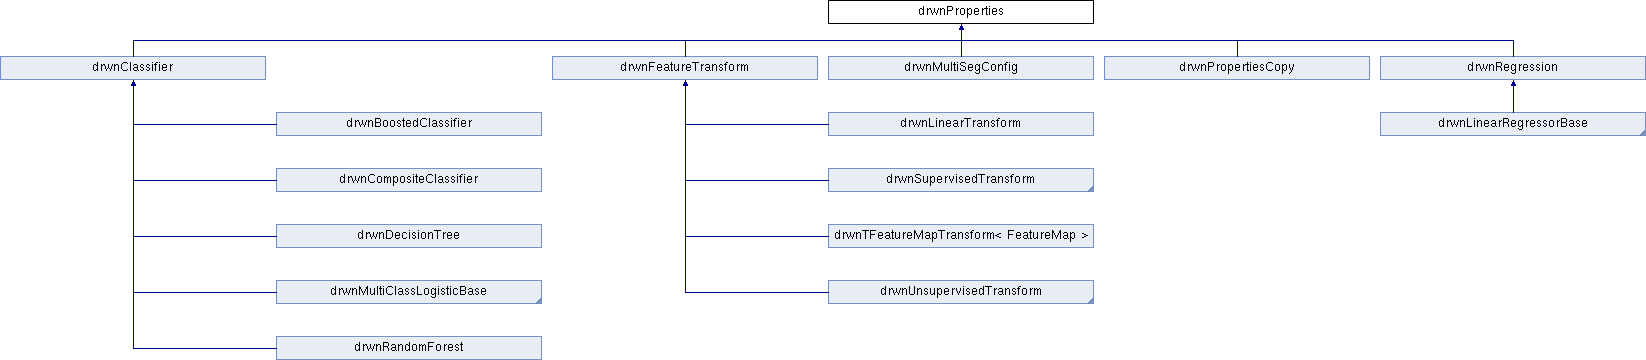 drwnProperties
drwnClassifier
drwnFeatureTransform
drwnMultiSegConfig
drwnPropertiesCopy
drwnRegression
drwnBoostedClassifier
drwnLinearTransform
drwnLinearRegressorBase
drwnCompositeClassifier
drwnSupervisedTransform
drwnDecisionTree
drwnTFeatureMapTransform< FeatureMap >
drwnMultiClassLogisticBase
drwnUnsupervisedTransform
drwnRandomForest